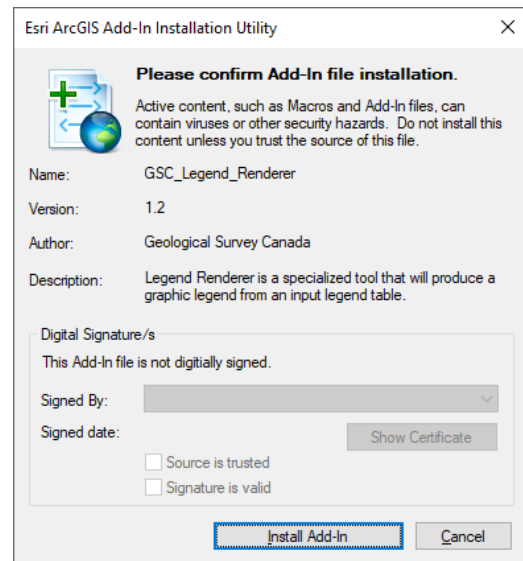 Esri ArcGIS Add-In Installation Utility
Please confirm Add-In file installation.
Active content, such as Macros and Add-In files, can
contain viruses or other security hazards. Do not install this
content unless you trust the source of this file.
Name: GSC_Legend_Renderer
Version: 1.2
Author: Geological Survey Canada
Description: Legend Renderer is a specialized tool that will produce a
graphic legend from an input legend table.
Digital Signature/s
This Add-In file is not digitially signed.
Signed By:
Signed date: Show Certificate
Source is trusted
Signature is valid
Install Add-In Cancel